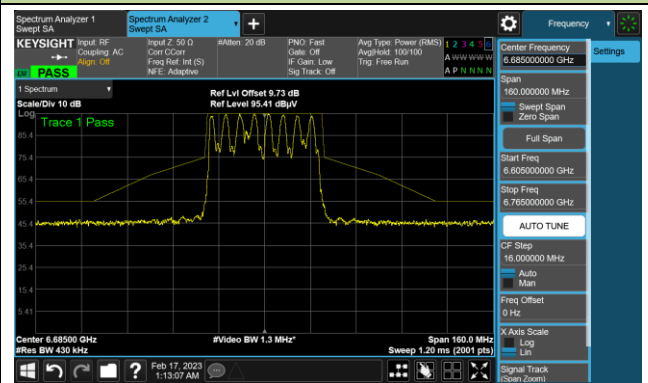 Spectrum Analyzer 1
Swept SA
Spectrum Analyzer 2
Swept SA
+
Frequency
KEYSIGHT
Input: RF
Coupling: AC
Align: Off
Input Z: 50 Ω
Corr CCorr
Freq Ref: Int (S)
NFE: Adaptive
#Atten: 20 dB
PNO: Fast
Gate: Off
IF Gain: Low
Sig Track: Off
Avg Type: Power (RMS)
Avg|Hold: 100/100
Trig: Free Run
1 2 3 4 5 6
A W W W W W
A P N N N N
PASS
Center Frequency
6.685000000 GHz
Settings
Span
160.000000 MHz
Swept Span
Zero Span
Full Span
Start Freq
6.605000000 GHz
Stop Freq
6.765000000 GHz
AUTO TUNE
CF Step
16.000000 MHz
Auto
Man
Freq Offset
0 Hz
X Axis Scale
Log
Lin
Signal Track
(Span Zoom)
1 Spectrum
Scale/Div 10 dB
Ref Lvl Offset 9.73 dB
Ref Level 95.41 dBµV
Log
Trace 1 Pass
85.4
75.4
65.4
55.4
45.4
35.4
25.4
15.4
5.41
Center 6.68500 GHz
#Video BW 1.3 MHz*
Span 160.0 MHz
#Res BW 430 kHz
Sweep 1.20 ms (2001 pts)
?
Feb 17, 2023
1:13:07 AM